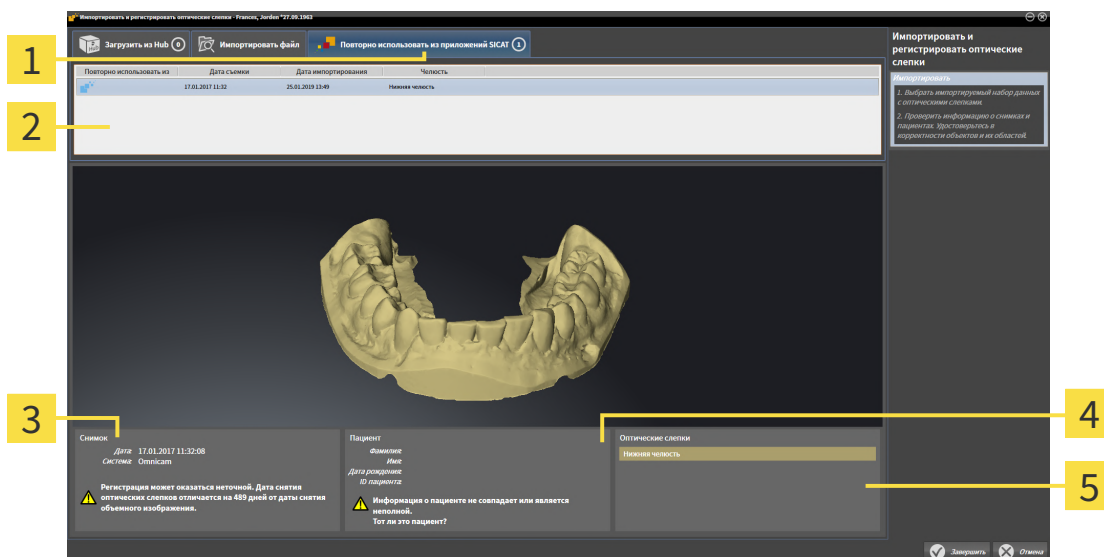 Импортировать и регистрировать оптические слепки - Frances, Jorden *27.09.1963
1
Загрузить из Hub 0
Импортировать файл
Повторно использовать из приложений SICAT 1
Повторно использовать из
Дата съемки
Дата импортирования
Челюсть
17.01.2017 11:32
25.01.2019 13:49
Нижняя челюсть
2
Импортировать и
регистрировать оптические
слепки
Импортировать
1. Выбрать импортируемый набор данных
с оптическими слепками.
2. Проверить информацию о снимках и
пациентах. Удостоверьтесь в
корректности объектов и их областей.
3
Снимок
Дата: 17.01.2017 11:32:08
Система: Omnicam
Регистрация может оказаться неточной. Дата снятия
оптических слепков отличается на 489 дней от даты снятия
объемного изображения.
Пациент
Фамилия:
Имя:
Дата рождения:
ID пациента:
Информация о пациенте не совпадает или является
неполной.
Тот ли это пациент?
4
Оптические слепки
Нижняя челюсть
5
Завершить
Отмена